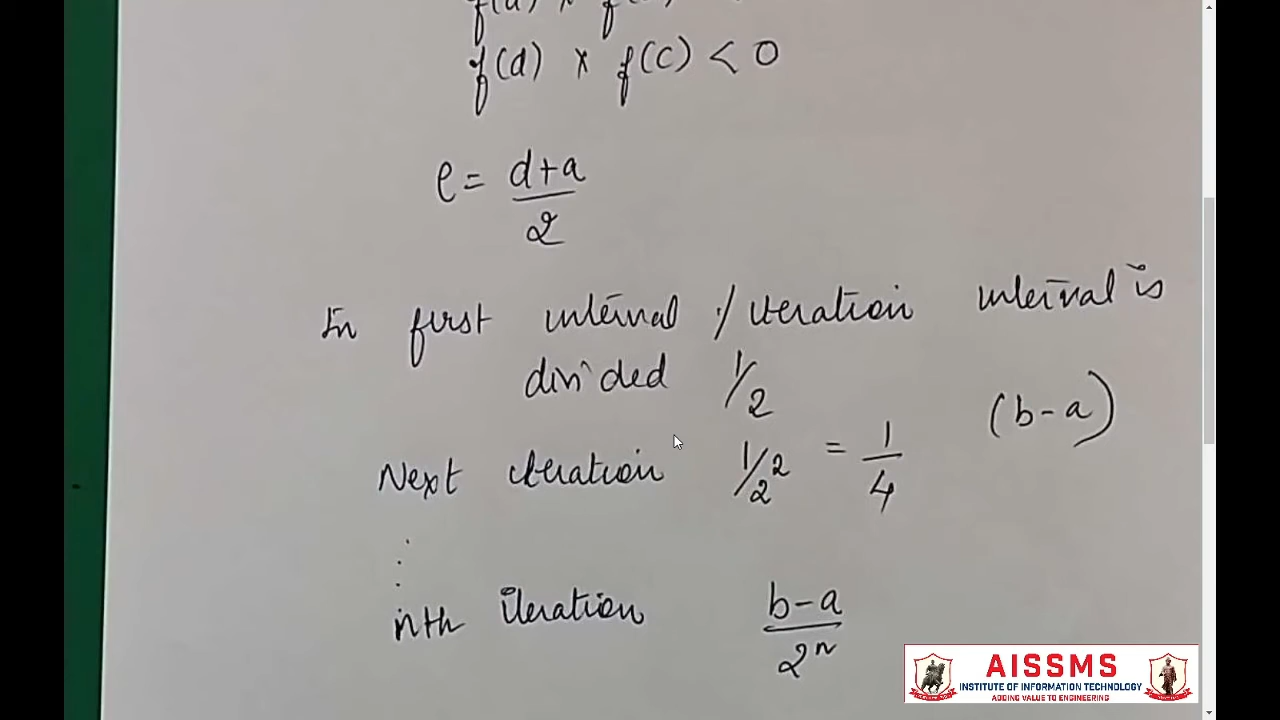 f(d) × f(c) < 0
e = d+a / 2
In first interval / iteration interval is
divided 1/2 (b-a)
Next iteration 1/2² = 1/4
nth iteration b-a / 2ⁿ
AISSMS
INSTITUTE OF INFORMATION TECHNOLOGY
ADDING VALUE TO ENGINEERING